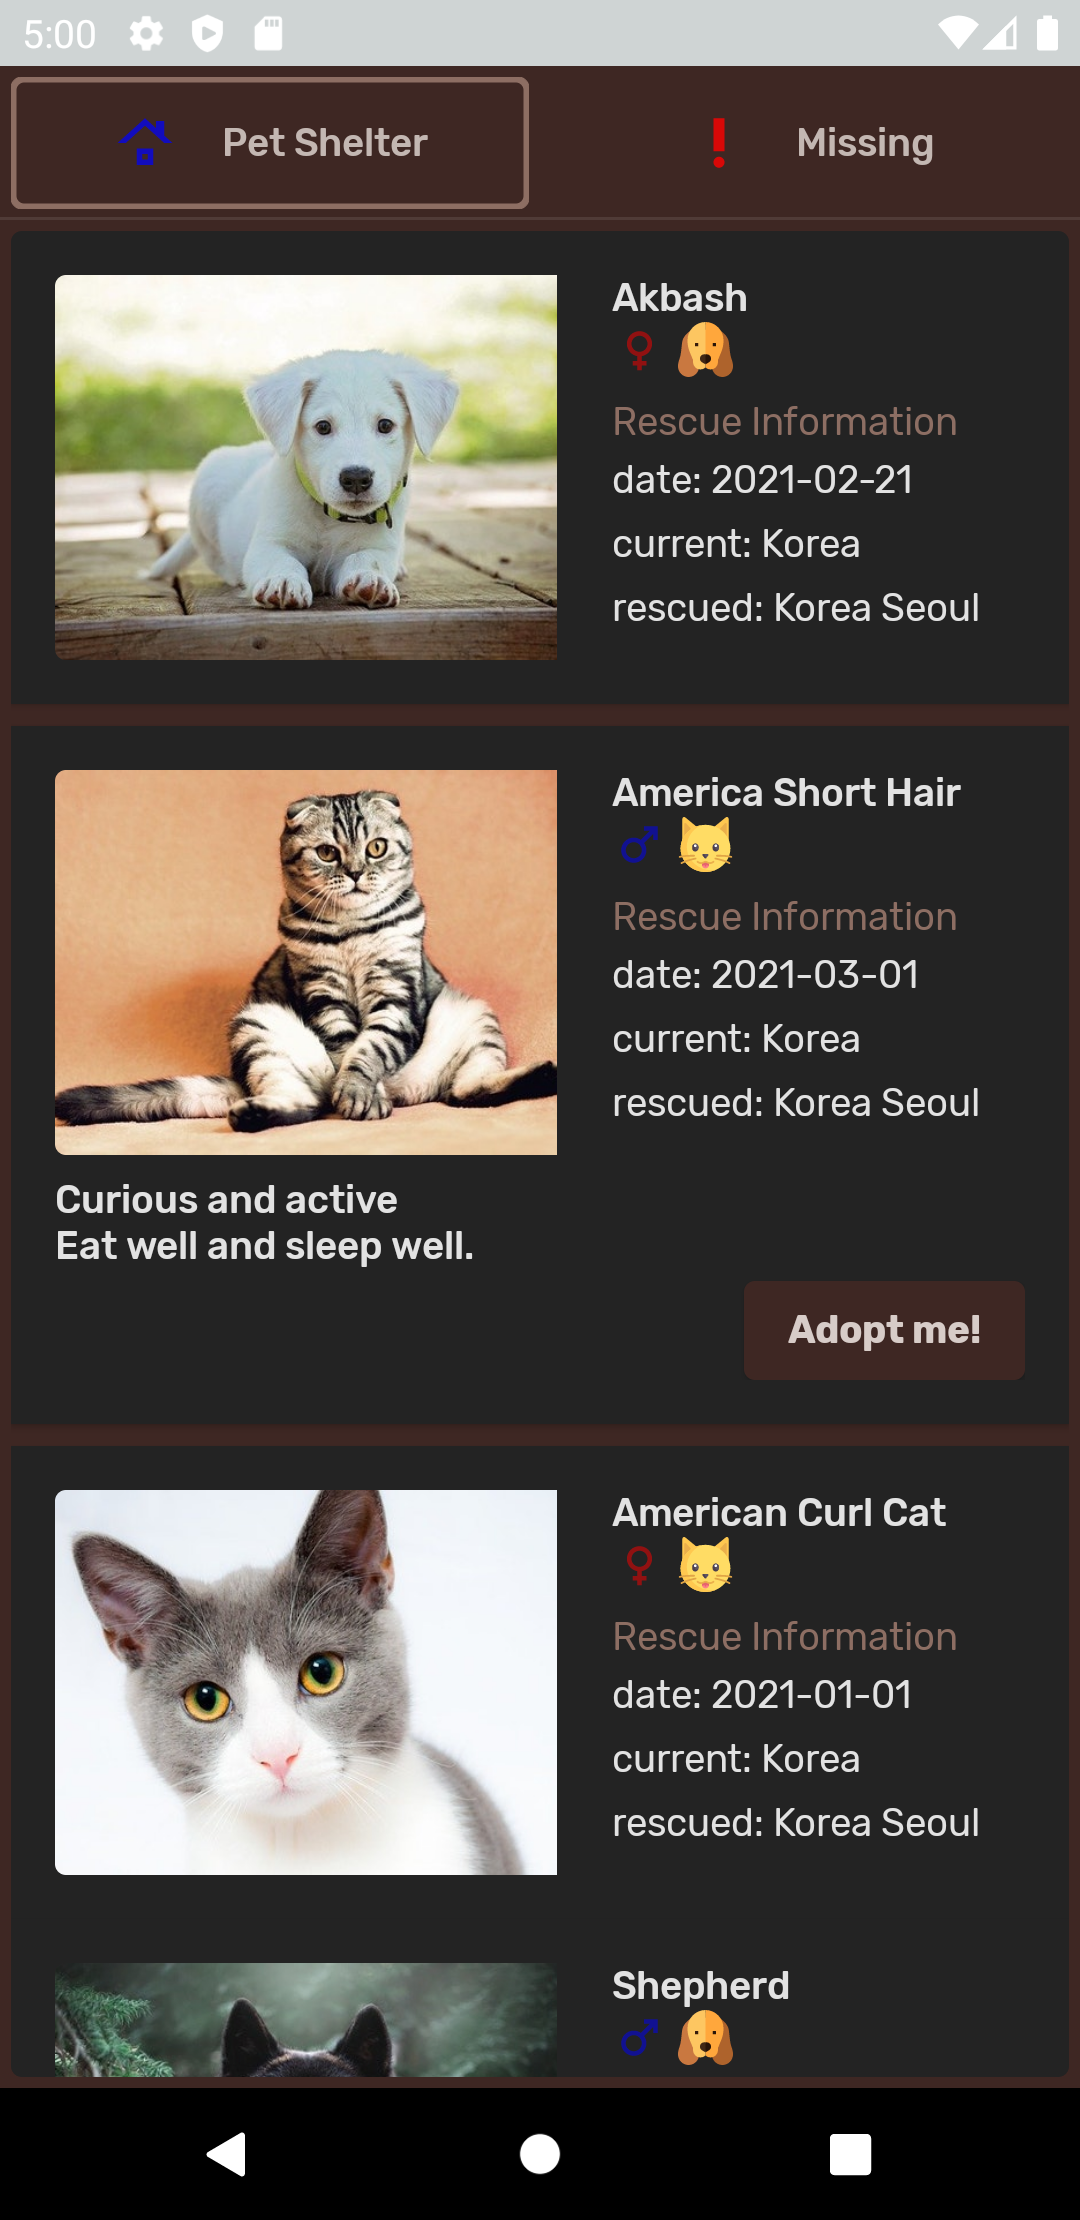 5:00
Pet Shelter
Missing
Akbash
Rescue Information
date: 2021-02-21
current: Korea
rescued: Korea Seoul
America Short Hair
Rescue Information
date: 2021-03-01
current: Korea
rescued: Korea Seoul
Curious and active
Eat well and sleep well.
Adopt me!
American Curl Cat
Rescue Information
date: 2021-01-01
current: Korea
rescued: Korea Seoul
Shepherd